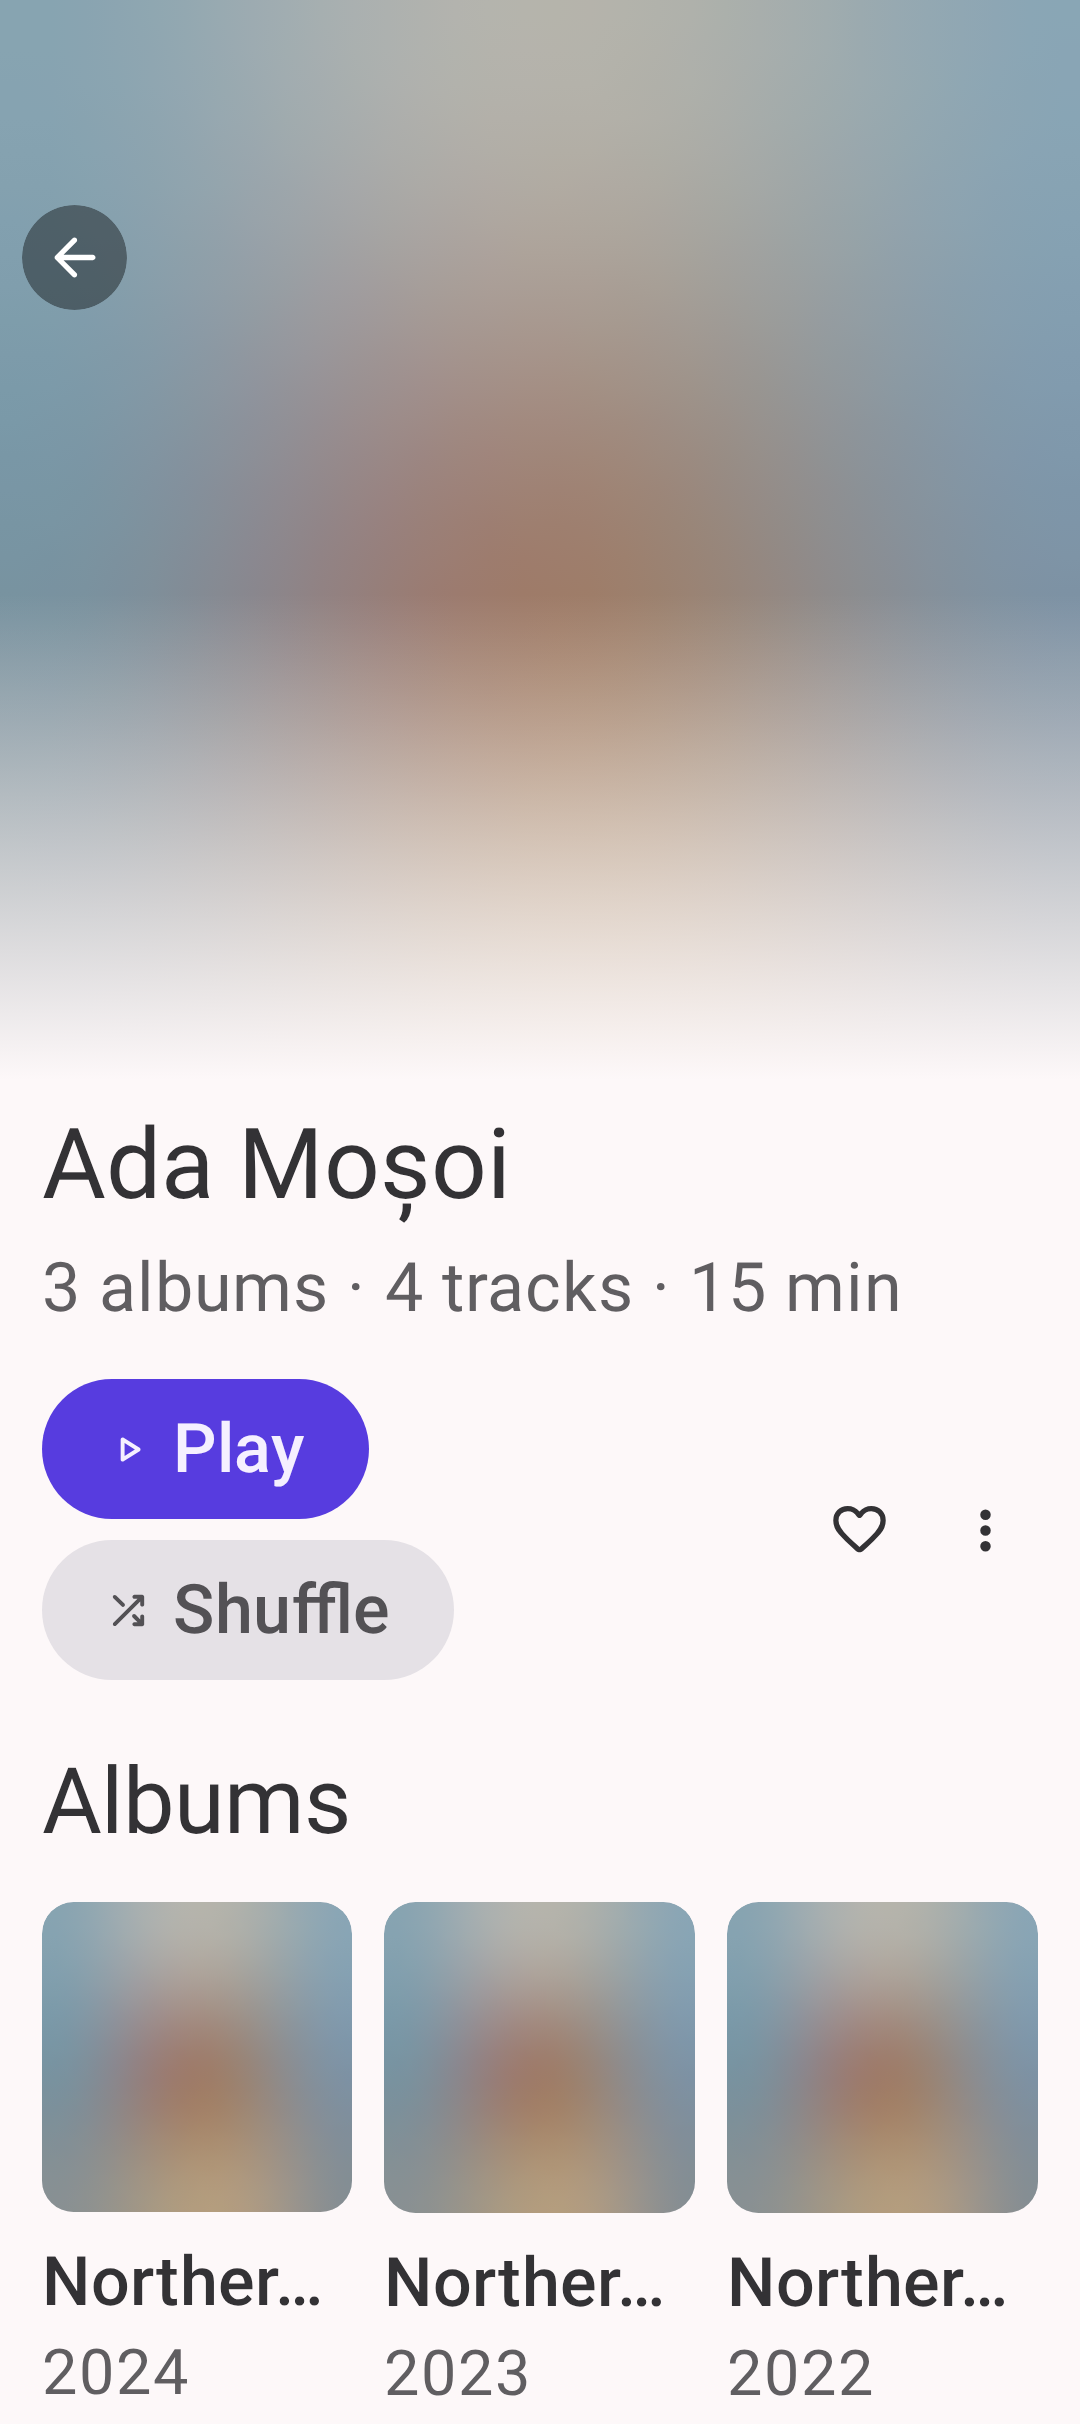 Ada Moșoi
3 albums · 4 tracks · 15 min
Play
Shuffle
Albums
Norther…
2024
Norther…
2023
Norther…
2022